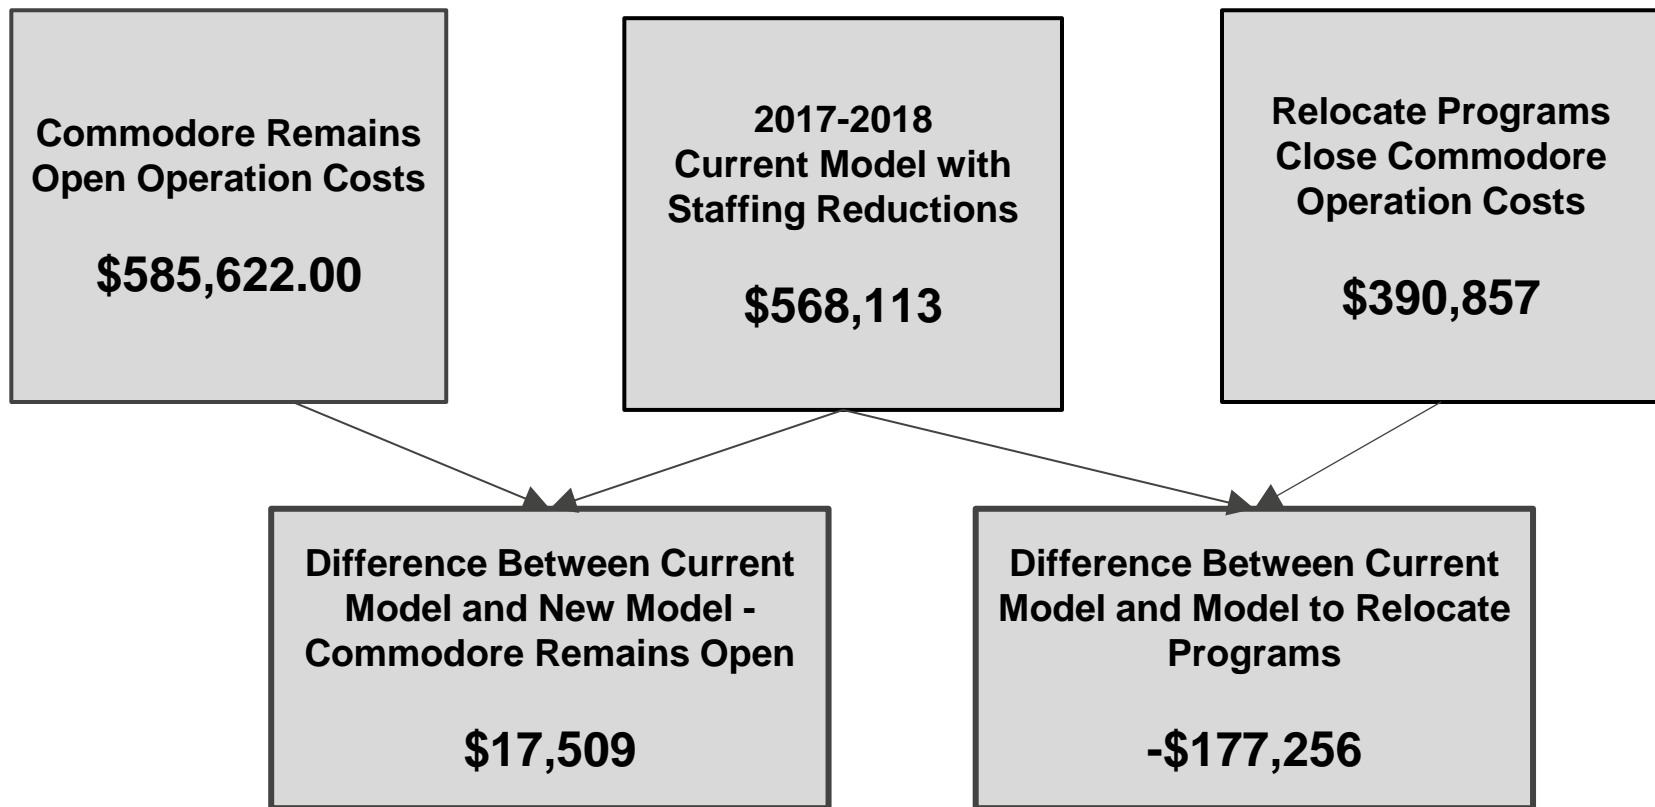 Commodore Remains
Open Operation Costs
$585,622.00
2017-2018
Current Model with
Staffing Reductions
$568,113
Relocate Programs
Close Commodore
Operation Costs
$390,857
Difference Between Current
Model and New Model -
Commodore Remains Open
$17,509
Difference Between Current
Model and Model to Relocate
Programs
-$177,256